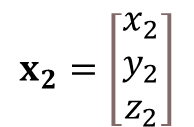 x₂ = [x₂
y₂
z₂]